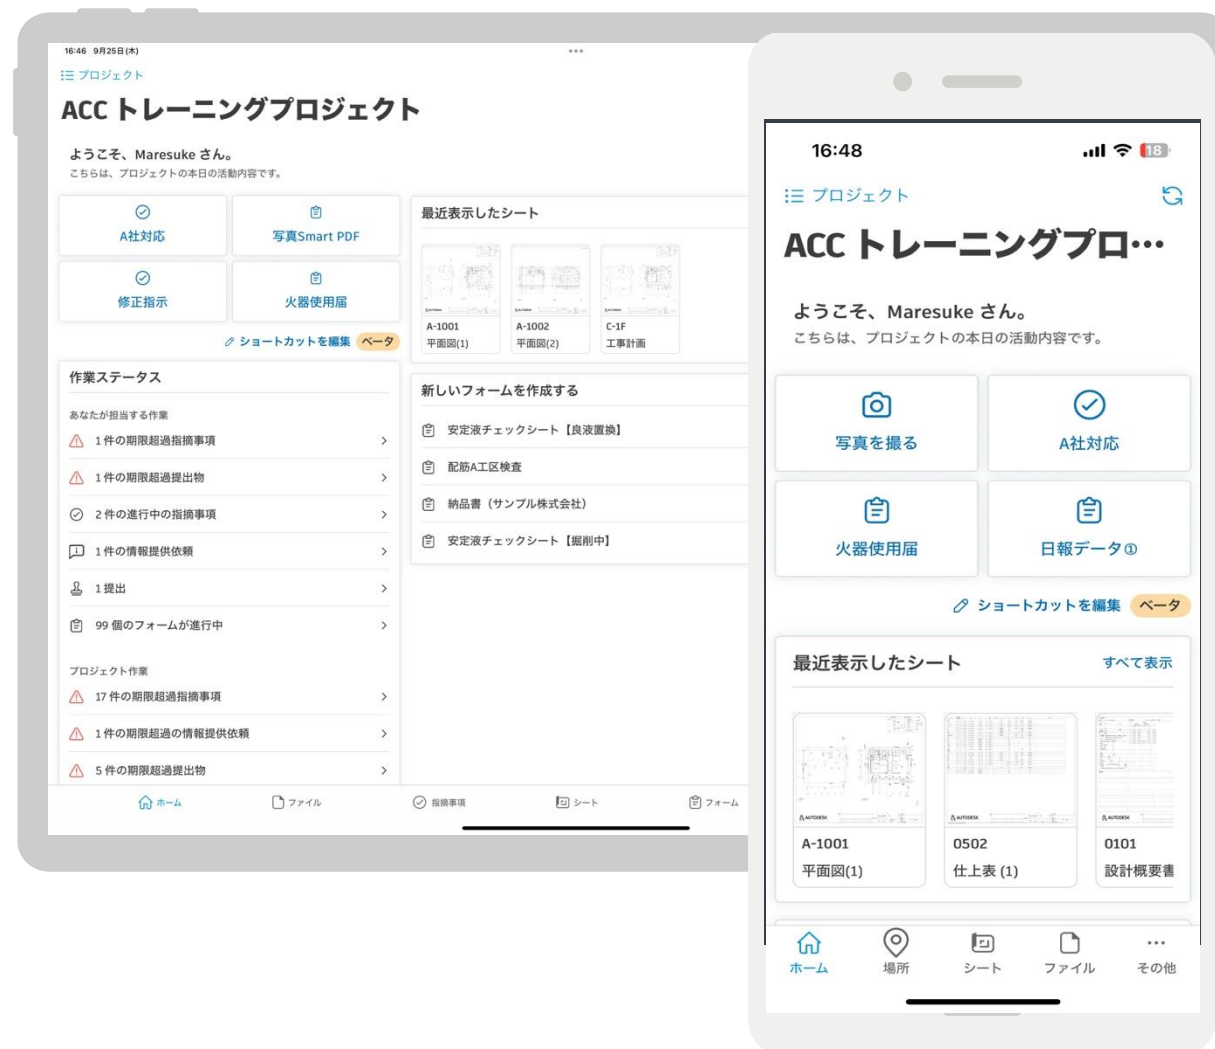 16:46 9月25日(木)
プロジェクト
ACC トレーニングプロジェクト
ようこそ、Maresuke さん。
こちらは、プロジェクトの本日の活動内容です。
A社対応
写真Smart PDF
修正指示
火器使用届
ショートカットを編集 ベータ
作業ステータス
あなたが担当する作業
1 件の期限超過指摘事項
1 件の期限超過提出物
2 件の進行中の指摘事項
1 件の情報提供依頼
1 提出
99 個のフォームが進行中
プロジェクト作業
17 件の期限超過指摘事項
1 件の期限超過の情報提供依頼
5 件の期限超過提出物
最近表示したシート
A-1001
平面図(1)
A-1002
平面図(2)
C-1F
工事計画
新しいフォームを作成する
安定液チェックシート【良液置換】
配筋A工区検査
納品書（サンプル株式会社）
安定液チェックシート【掘削中】
ホーム
ファイル
指摘事項
シート
フォーム
16:48
18
プロジェクト
ACC トレーニングプロ…
ようこそ、Maresuke さん。
こちらは、プロジェクトの本日の活動内容です。
写真を撮る
A社対応
火器使用届
日報データ①
ショートカットを編集 ベータ
最近表示したシート
すべて表示
AUTODESK
AUTODESK
AUTODESK
A-1001
平面図(1)
0502
仕上表 (1)
0101
設計概要書
ホーム
場所
シート
ファイル
その他